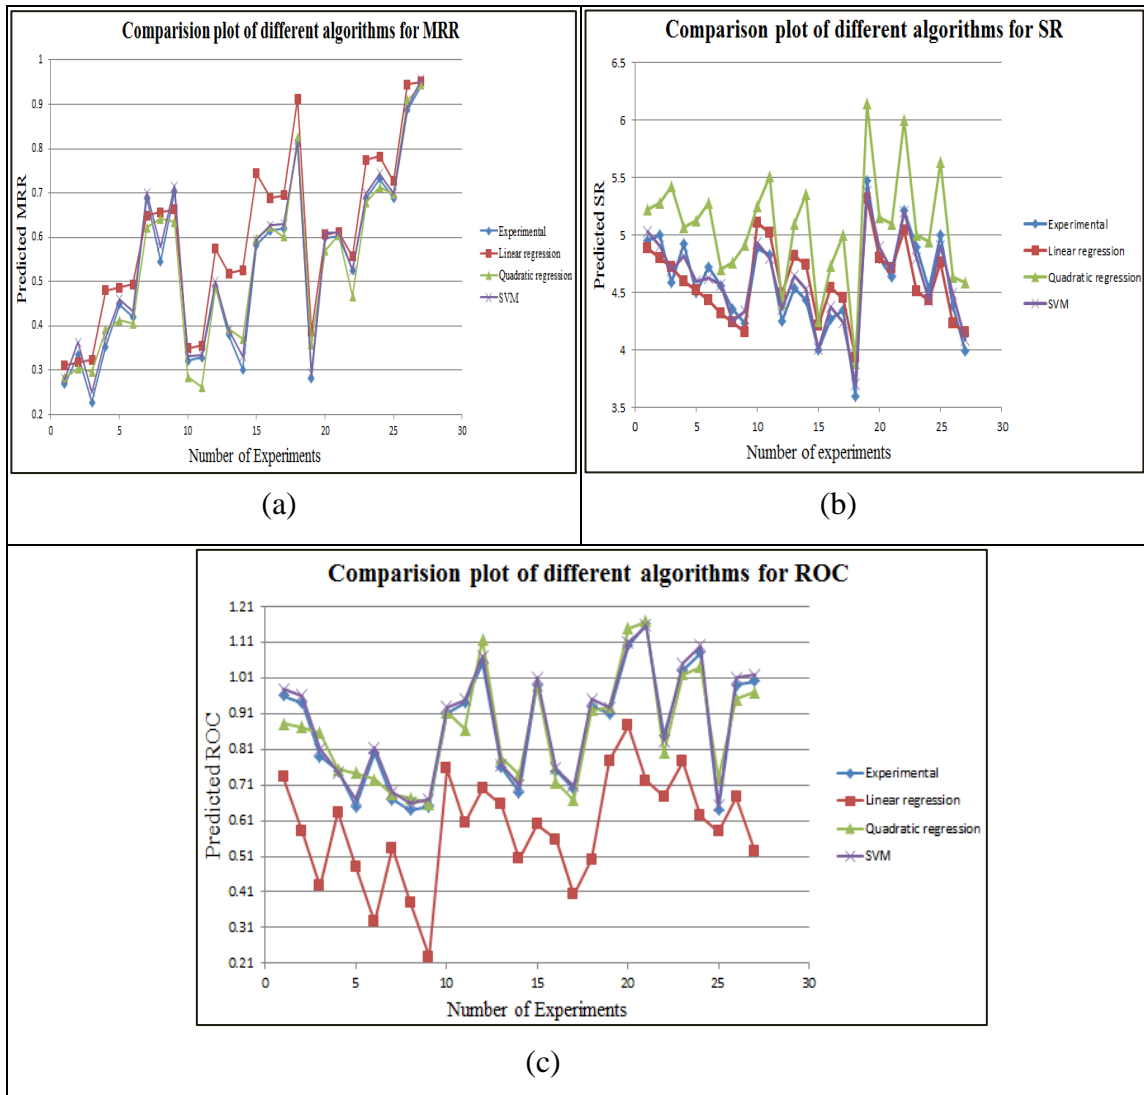 Comparision plot of different algorithms for MRR
1
0.9
0.8
0.7
0.6
0.5
0.4
0.3
0.2
Predicted MRR
0 5 10 15 20 25 30
Number of Experiments
Experimental
Linear regression
Quadratic regression
SVM
(a)
Comparison plot of different algorithms for SR
6.5
6
5.5
5
4.5
4
3.5
Predicted SR
0 5 10 15 20 25 30
Number of experiments
Experimental
Linear regression
Quadratic regression
SVM
(b)
Comparision plot of different algorithms for ROC
1.21
1.11
1.01
0.91
0.81
0.71
0.61
0.51
0.41
0.31
0.21
Predicted ROC
0 5 10 15 20 25 30
Number of Experiments
Experimental
Linear regression
Quadratic regression
SVM
(c)